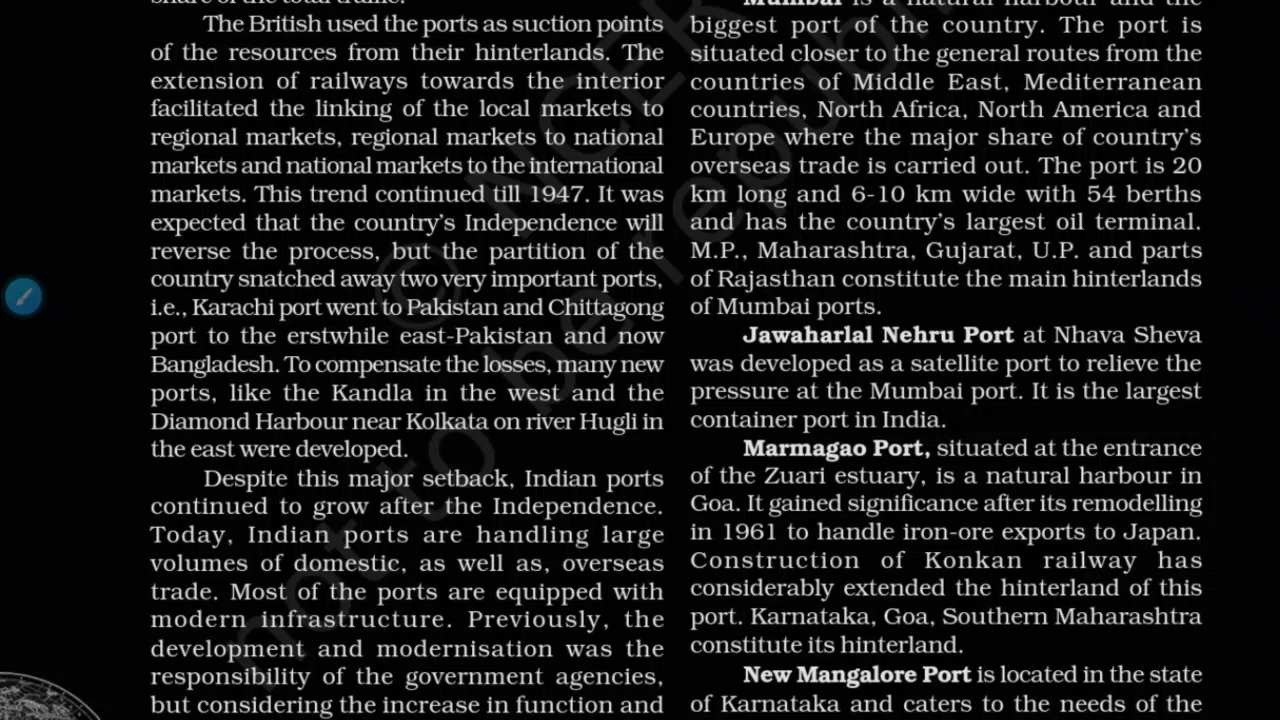 share of the total traffic.
The British used the ports as suction points
of the resources from their hinterlands. The
extension of railways towards the interior
facilitated the linking of the local markets to
regional markets, regional markets to national
markets and national markets to the international
markets. This trend continued till 1947. It was
expected that the country's Independence will
reverse the process, but the partition of the
country snatched away two very important ports,
i.e., Karachi port went to Pakistan and Chittagong
port to the erstwhile east-Pakistan and now
Bangladesh. To compensate the losses, many new
ports, like the Kandla in the west and the
Diamond Harbour near Kolkata on river Hugli in
the east were developed.
Despite this major setback, Indian ports
continued to grow after the Independence.
Today, Indian ports are handling large
volumes of domestic, as well as, overseas
trade. Most of the ports are equipped with
modern infrastructure. Previously, the
development and modernisation was the
responsibility of the government agencies,
but considering the increase in function and
Mumbai is a natural harbour and the
biggest port of the country. The port is
situated closer to the general routes from the
countries of Middle East, Mediterranean
countries, North Africa, North America and
Europe where the major share of country's
overseas trade is carried out. The port is 20
km long and 6-10 km wide with 54 berths
and has the country's largest oil terminal.
M.P., Maharashtra, Gujarat, U.P. and parts
of Rajasthan constitute the main hinterlands
of Mumbai ports.
Jawaharlal Nehru Port at Nhava Sheva
was developed as a satellite port to relieve the
pressure at the Mumbai port. It is the largest
container port in India.
Marmagao Port, situated at the entrance
of the Zuari estuary, is a natural harbour in
Goa. It gained significance after its remodelling
in 1961 to handle iron-ore exports to Japan.
Construction of Konkan railway has
considerably extended the hinterland of this
port. Karnataka, Goa, Southern Maharashtra
constitute its hinterland.
New Mangalore Port is located in the state
of Karnataka and caters to the needs of the
© NCER
not to be republi